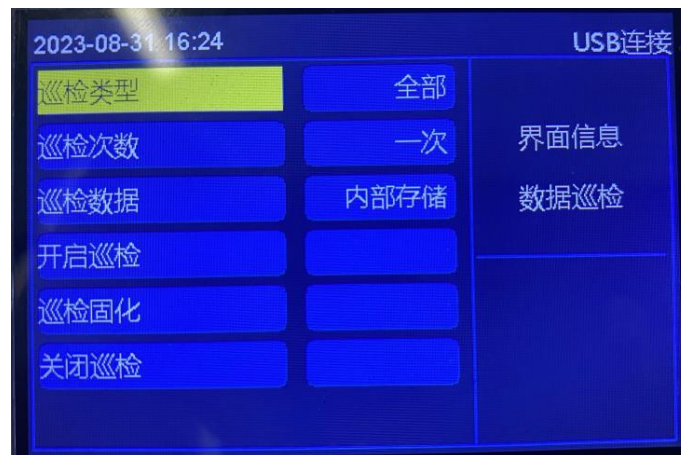 2023-08-31 16:24 USB连接
巡检类型 全部
巡检次数 一次
巡检数据 内部存储
开启巡检
巡检固化
关闭巡检
界面信息
数据巡检